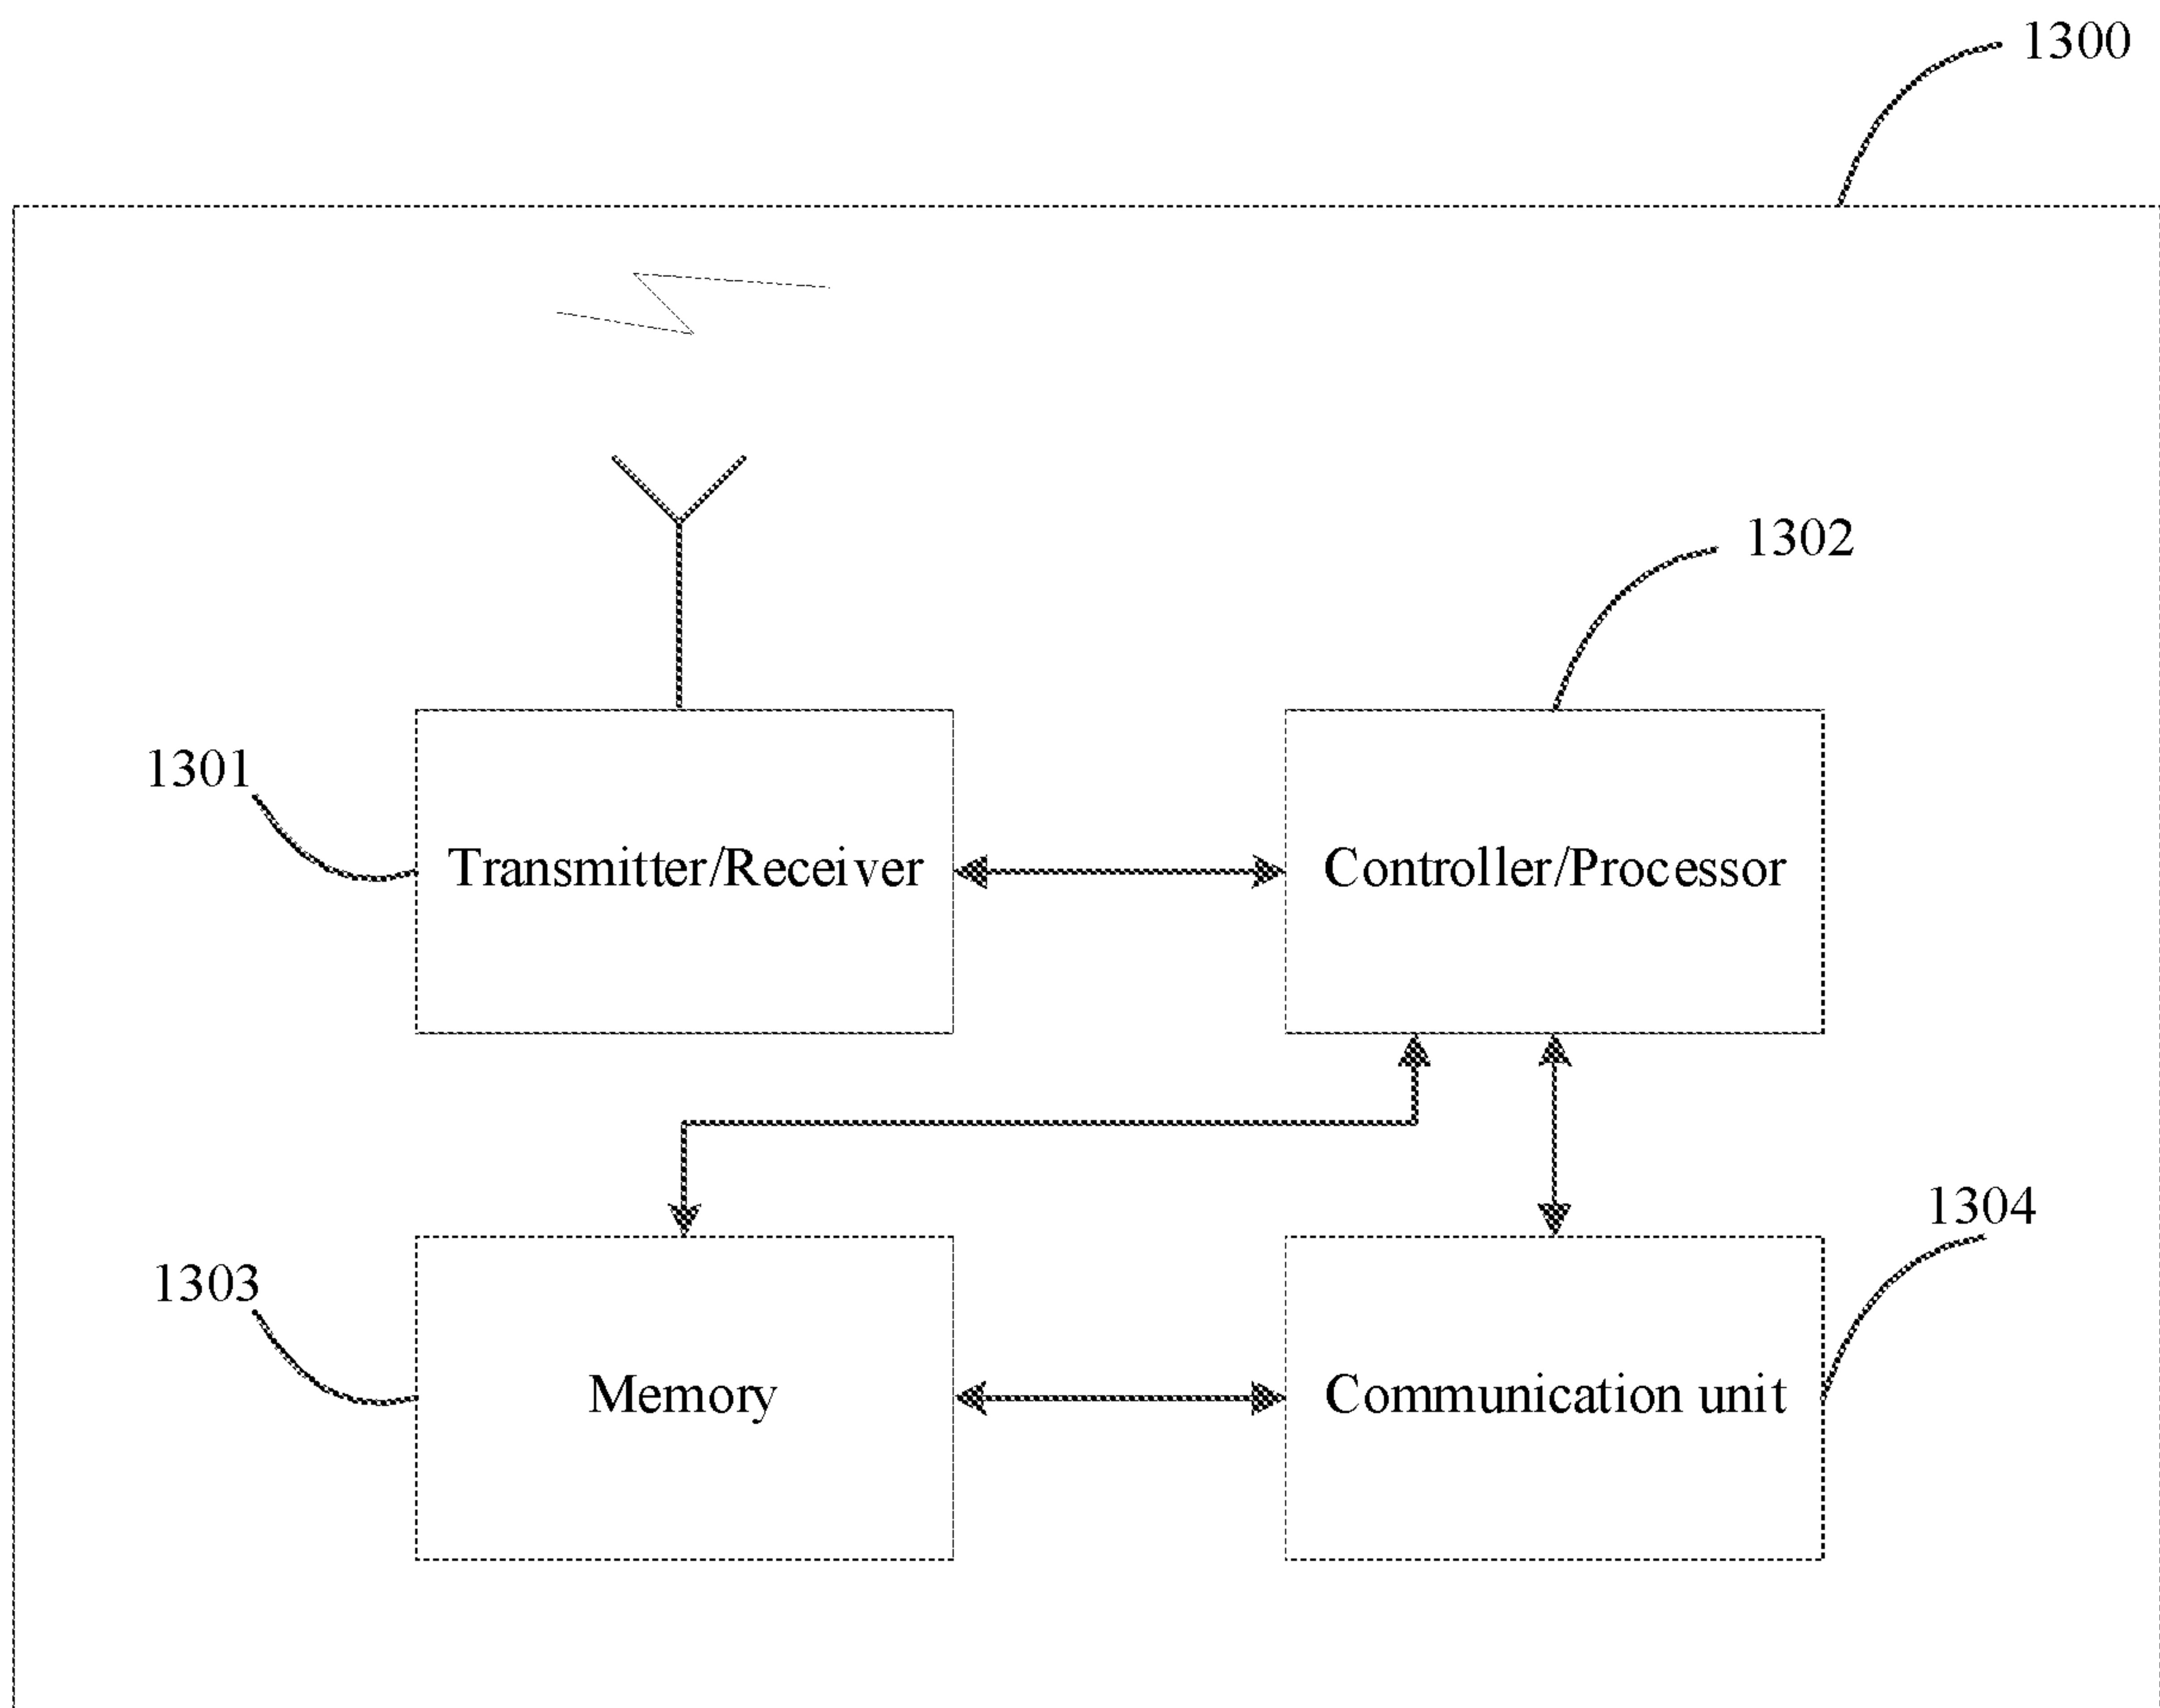 1300
1302
1301
Transmitter/Receiver
Controller/Processor
1304
1303
Memory
Communication unit